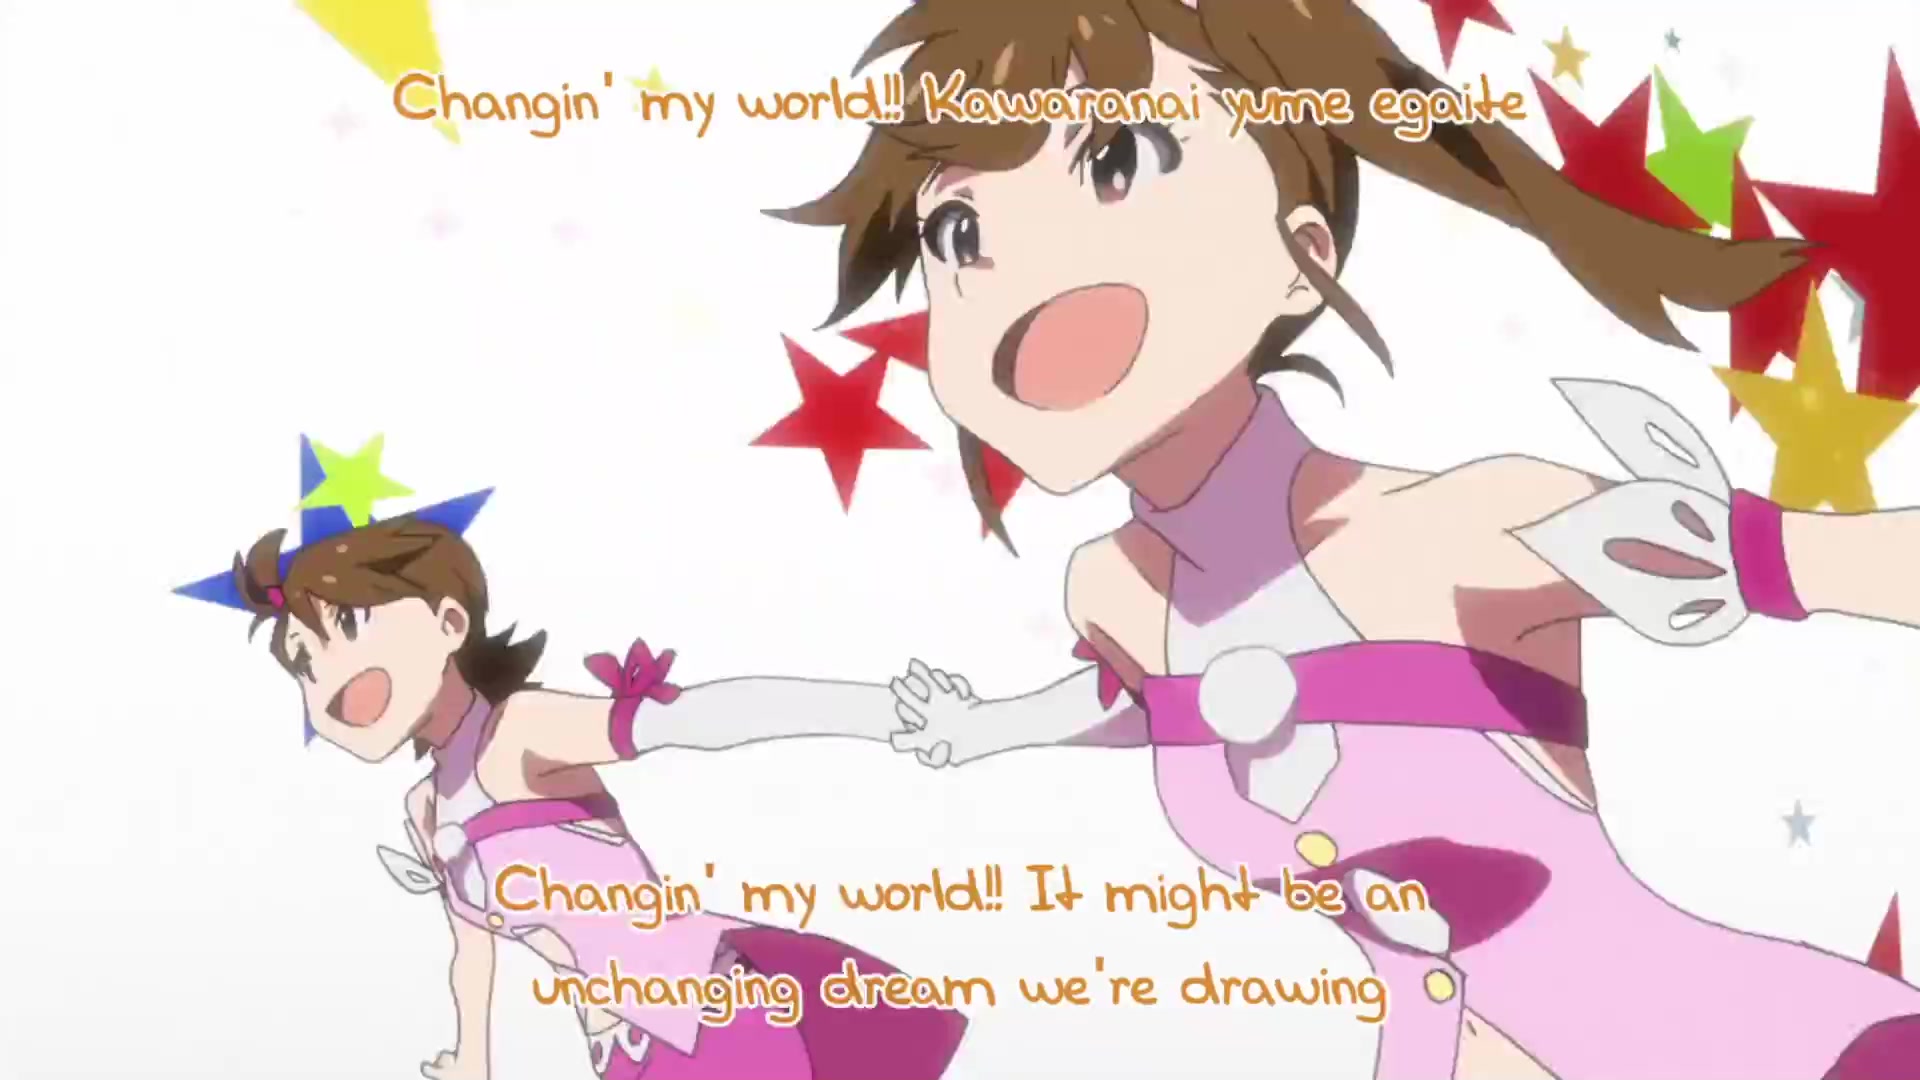 Changin' my world!! Kawaranai yume egaite
Changin' my world!! It might be an
unchanging dream we're drawing